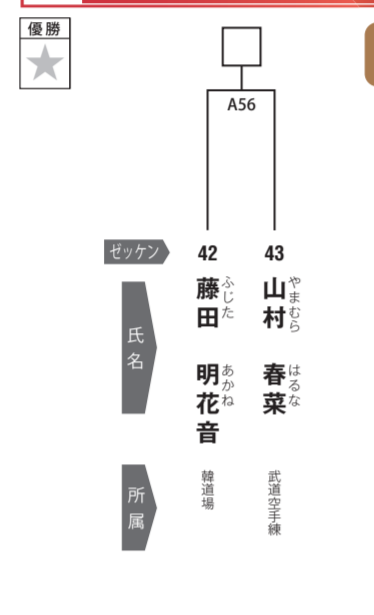 優勝
A56
ゼッケン
42
43
氏名
藤田 明花音
ふじた あかね
山村 春菜
やまむら はるな
所属
韓道場
武道空手練